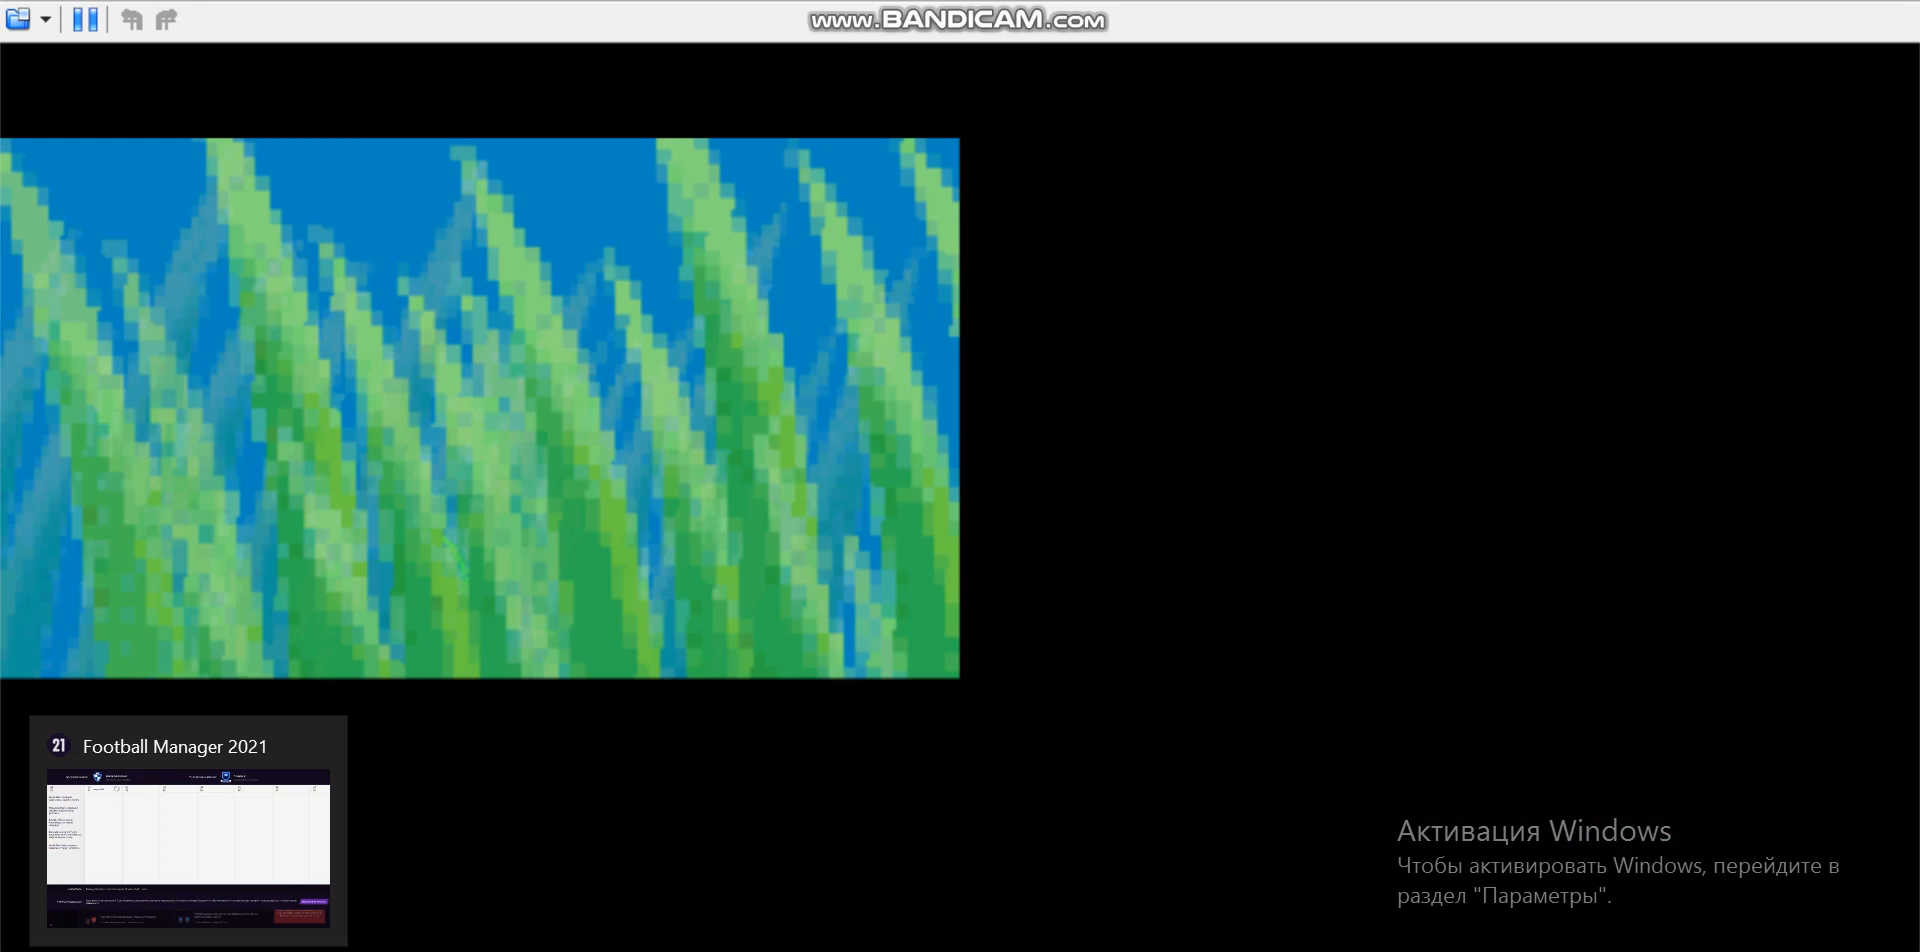 www.BANDICAM.com
21 Football Manager 2021
Активация Windows
Чтобы активировать Windows, перейдите в
раздел "Параметры".